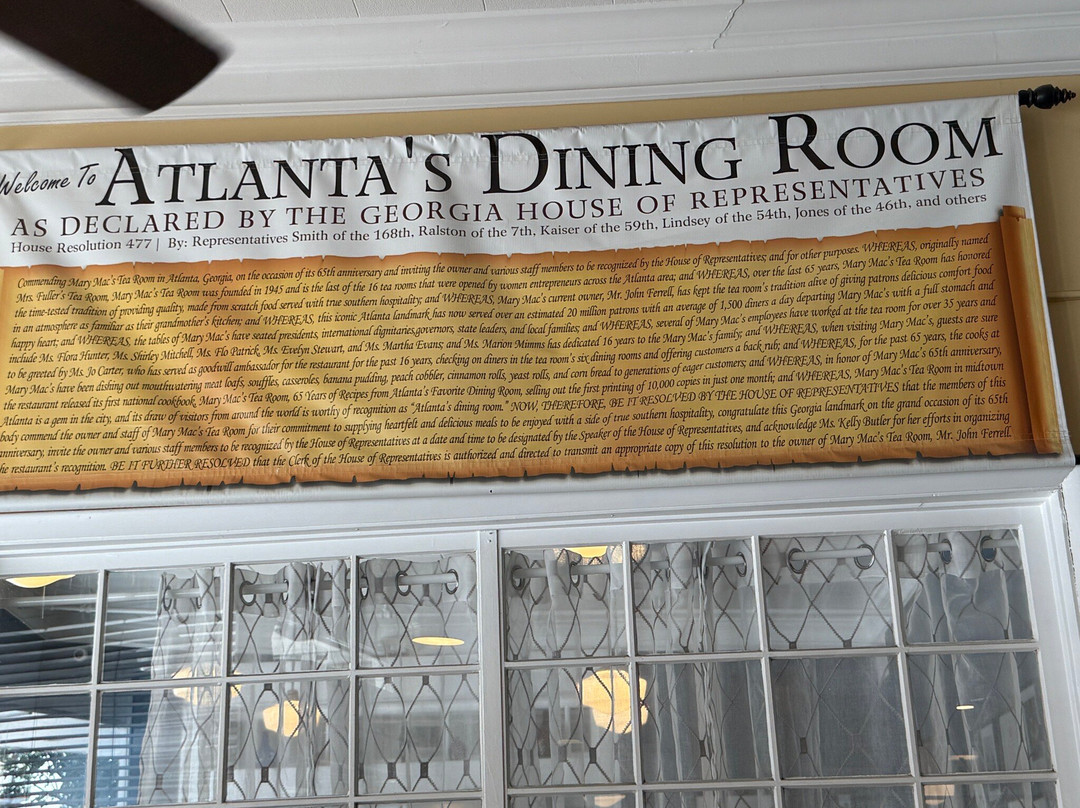 Welcome To ATLANTA'S DINING ROOM
AS DECLARED BY THE GEORGIA HOUSE OF REPRESENTATIVES
House Resolution 477 | By: Representatives Smith of the 168th, Ralston of the 7th, Kaiser of the 59th, Lindsey of the 54th, Jones of the 46th, and others
Commending Mary Mac's Tea Room in Atlanta, Georgia, on the occasion of its 65th anniversary and inviting the owner and various staff members to be recognized by the House of Representatives; and for other purposes. WHEREAS, originally named
Mrs. Fuller's Tea Room, Mary Mac's Tea Room was founded in 1945 and is the last of the 16 tea rooms that were opened by women entrepreneurs across the Atlanta area; and WHEREAS, over the last 65 years, Mary Mac's Tea Room has honored
the time-tested tradition of providing quality, made from scratch food served with true southern hospitality; and WHEREAS, Mary Mac's current owner, Mr. John Ferrell, has kept the tea room's tradition alive of giving patrons delicious comfort food
in an atmosphere as familiar as their grandmother's kitchen; and WHEREAS, this iconic Atlanta landmark has now served over an estimated 20 million patrons with an average of 1,500 diners a day departing Mary Mac's with a full stomach and
happy heart; and WHEREAS, the tables of Mary Mac's have seated presidents, international dignitaries,governors, state leaders, and local families; and WHEREAS, several of Mary Mac's employees have worked at the tea room for over 35 years and
include Ms. Flora Hunter, Ms. Shirley Mitchell, Ms. Flo Patrick, Ms. Evelyn Stewart, and Ms. Martha Evans; and Ms. Marion Nimms has dedicated 16 years to the Mary Mac's family; and WHEREAS, when visiting Mary Mac's, guests are sure
to be greeted by Ms. Jo Carter, who has served as goodwill ambassador for the restaurant for the past 16 years, checking on diners in the tea room's six dining rooms and offering customers a back rub; and WHEREAS, for the past 65 years, the cooks at
Mary Mac's have been dishing out mouthwatering meat loafs, souffles, casseroles, banana pudding, peach cobbler, cinnamon rolls, yeast rolls, and corn bread to generations of eager customers; and WHEREAS, in honor of Mary Mac's 65th anniversary,
the restaurant released its first national cookbook, Mary Mac's Tea Room, 65 Years of Recipes from Atlanta's Favorite Dining Room, selling out the first printing of 10,000 copies in just one month; and WHEREAS, Mary Mac's Tea Room in midtown
Atlanta is a gem in the city, and its draw of visitors from around the world is worthy of recognition as "Atlanta's dining room." NOW, THEREFORE, BE IT RESOLVED BY THE HOUSE OF REPRESENTATIVES that the members of this
body commend the owner and staff of Mary Mac's Tea Room for their commitment to supplying heartfelt and delicious meals to be enjoyed with a side of true southern hospitality, congratulate this Georgia landmark on the grand occasion of its 65th
anniversary, invite the owner and various staff members to be recognized by the House of Representatives at a date and time to be designated by the Speaker of the House of Representatives, and acknowledge Ms. Kelly Butler for her efforts in organizing
the restaurant's recognition. BE IT FURTHER RESOLVED that the Clerk of the House of Representatives is authorized and directed to transmit an appropriate copy of this resolution to the owner of Mary Mac's Tea Room, Mr. John Ferrell.